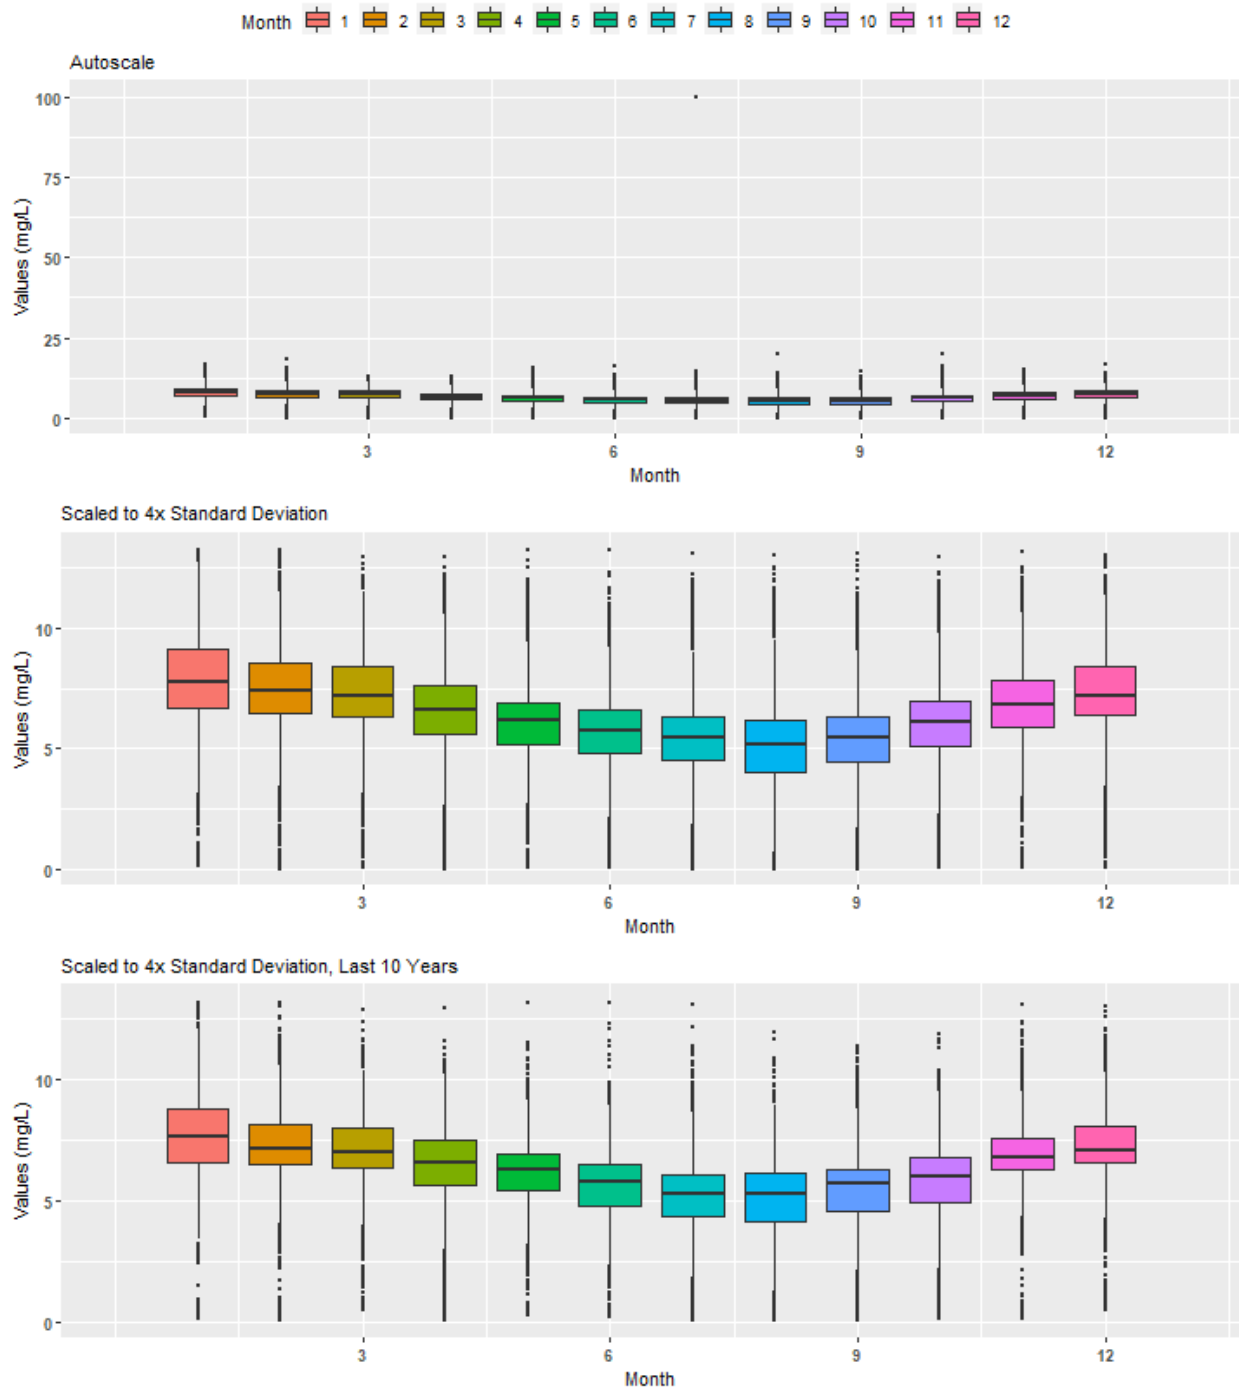 Month 1 2 3 4 5 6 7 8 9 10 11 12
Autoscale
Values (mg/L)
100
75
50
25
0
3 6 9 12
Month
Scaled to 4x Standard Deviation
Values (mg/L)
10
5
0
3 6 9 12
Month
Scaled to 4x Standard Deviation, Last 10 Years
Values (mg/L)
10
5
0
3 6 9 12
Month